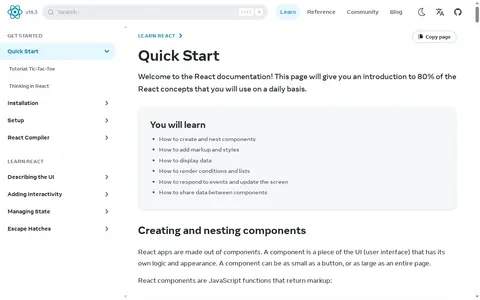 v19.3
Search
Ctrl K
Learn
Reference
Community
Blog
GET STARTED
Quick Start
Tutorial: Tic-Tac-Toe
Thinking in React
Installation
Setup
React Compiler
LEARN REACT
Describing the UI
Adding Interactivity
Managing State
Escape Hatches
LEARN REACT
Copy page
Quick Start
Welcome to the React documentation! This page will give you an introduction to 80% of the
React concepts that you will use on a daily basis.
You will learn
How to create and nest components
How to add markup and styles
How to display data
How to render conditions and lists
How to respond to events and update the screen
How to share data between components
Creating and nesting components
React apps are made out of components. A component is a piece of the UI (user interface) that has
its own logic and appearance. A component can be as small as a button, or as large as an entire page.
React components are JavaScript functions that return markup: